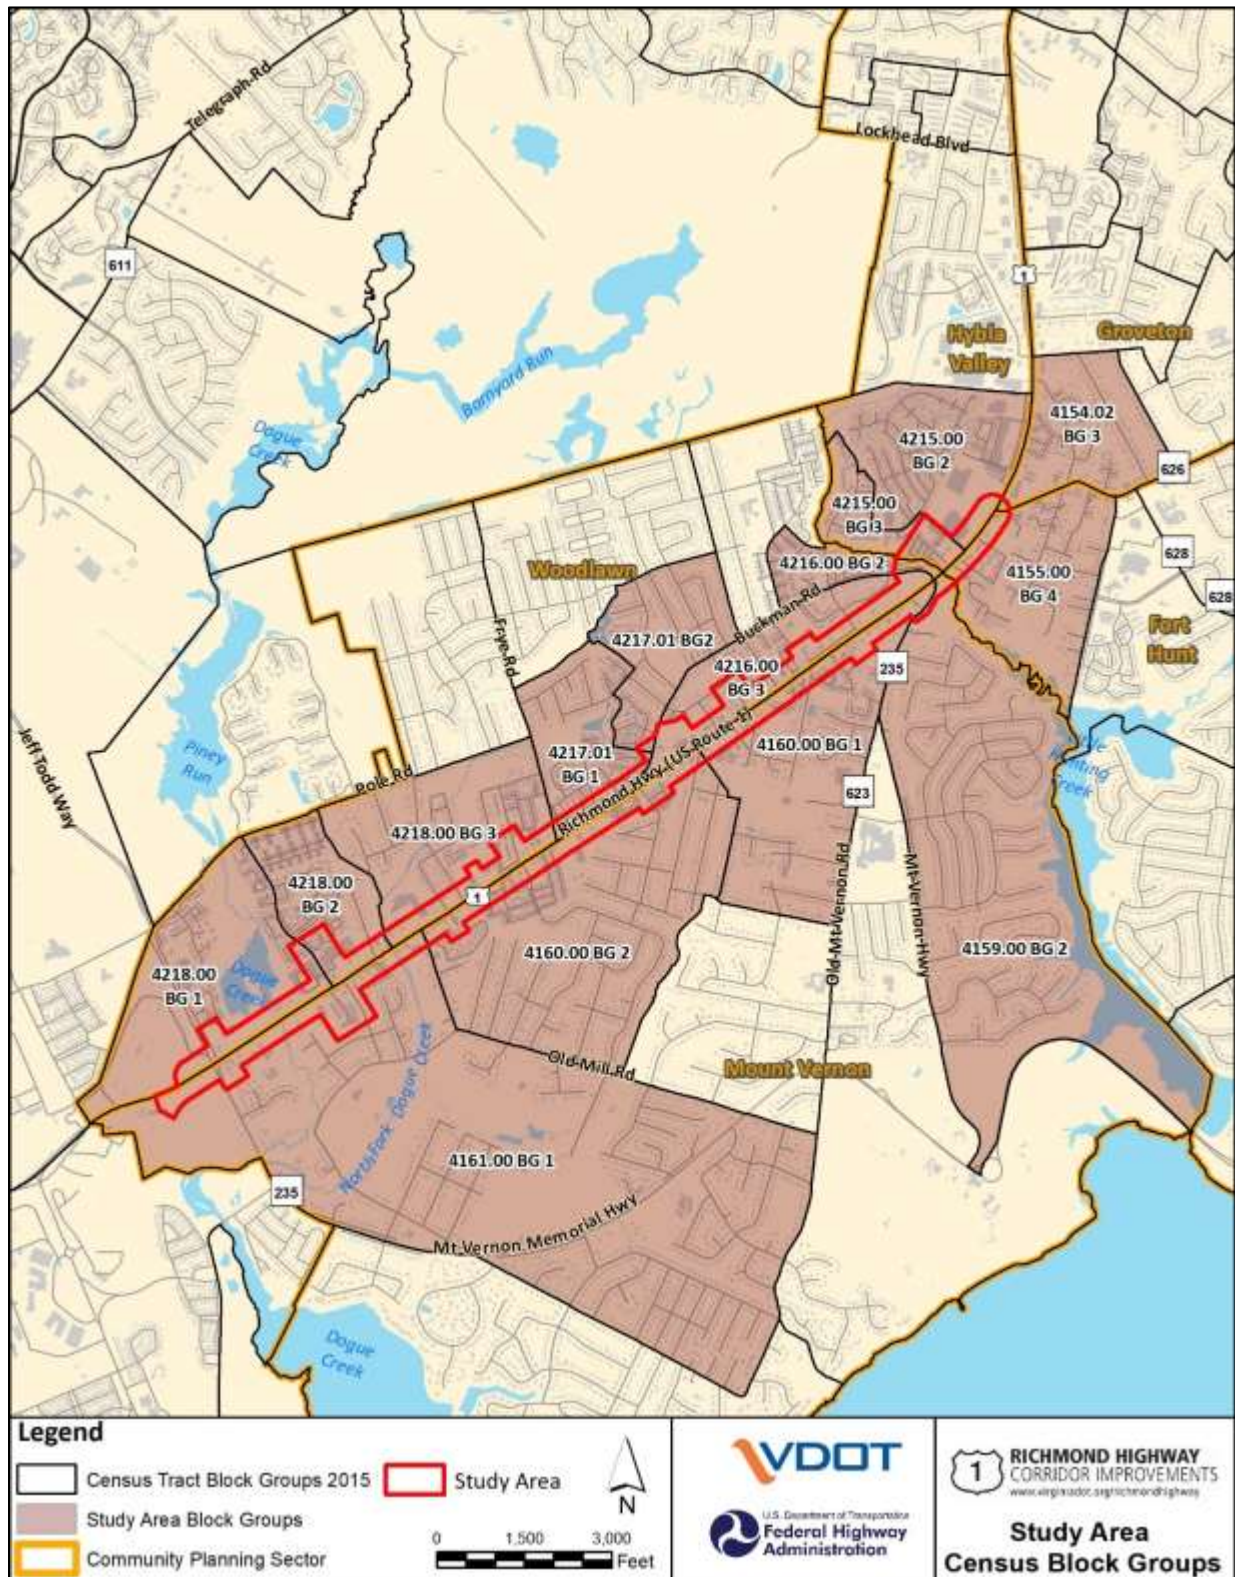 Telegraph Rd
Lockhead Blvd
611
1
Hybla
Valley
Groveton
Barnyard Run
Dogue
Creek
4215.00
BG 2
4154.02
BG 3
626
4215.00
BG 3
Woodlawn
4216.00 BG 2
628
628
4155.00
BG 4
Buckman Rd
Frye Rd
4217.01 BG2
Fort
Hunt
4216.00
BG 3
235
Piney
Run
Jeff Todd Way
4217.01
BG 1
Richmond Hwy (US Route 1)
4160.00 BG 1
Hunting
Creek
Pole Rd
623
4218.00 BG 3
4218.00
BG 2
1
Old Mt Vernon Rd
Mt Vernon Hwy
4160.00 BG 2
4159.00 BG 2
4218.00
BG 1
Dogue
Creek
North Fork Dogue Creek
Old Mill Rd
Mount Vernon
4161.00 BG 1
235
Mt Vernon Memorial Hwy
Dogue
Creek
Legend
Census Tract Block Groups 2015
Study Area
Study Area Block Groups
Community Planning Sector
N
0 1,500 3,000
Feet
VDOT
U.S. Department of Transportation
Federal Highway
Administration
1
RICHMOND HIGHWAY
CORRIDOR IMPROVEMENTS
www.virginiadot.org/richmondhighway
Study Area
Census Block Groups